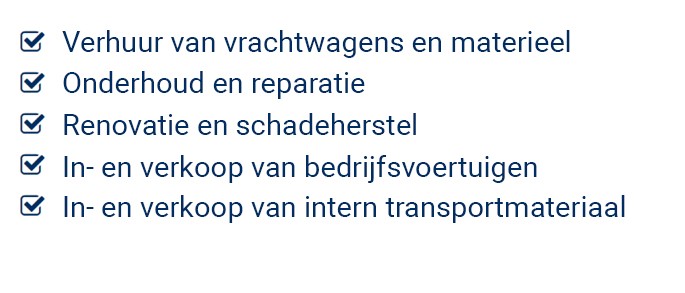 Verhuur van vrachtwagens en materieel
Onderhoud en reparatie
Renovatie en schadeherstel
In- en verkoop van bedrijfsvoertuigen
In- en verkoop van intern transportmateriaal